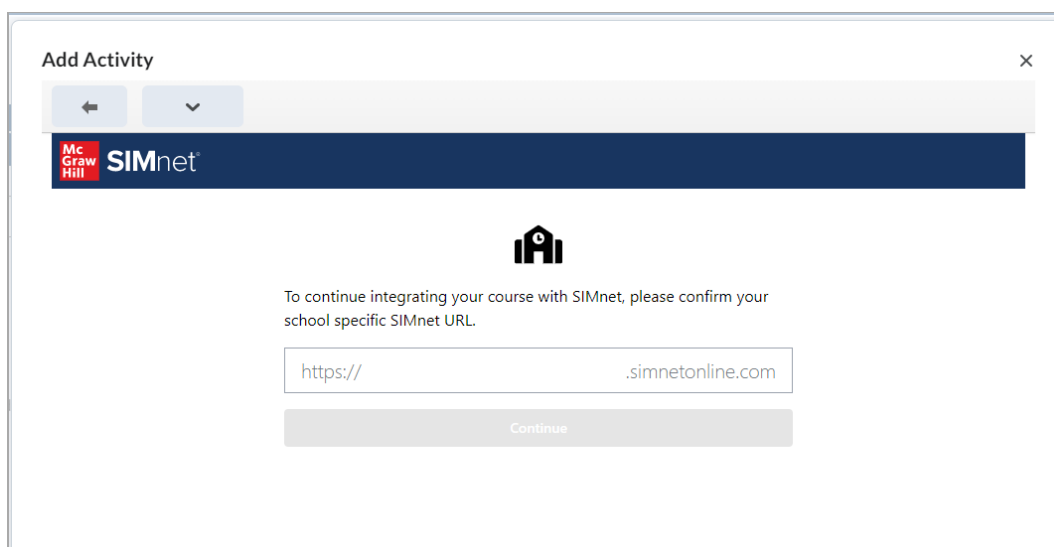 Add Activity
Mc
Graw
Hill
SIMnet®
To continue integrating your course with SIMnet, please confirm your
school specific SIMnet URL.
https:// .simnetonline.com
Continue